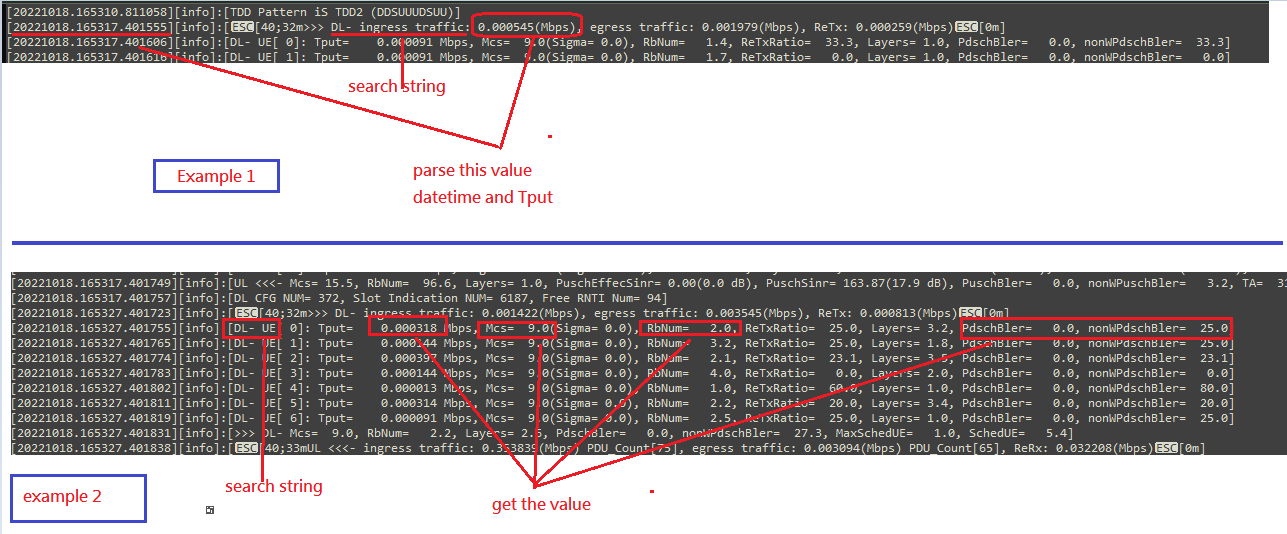 [20221018.165310.811058][info]:[TDD Pattern iS TDD2 (DDSUUUDSUU)]
[20221018.165317.401555][info]:[ESC[40;32m>>> DL- ingress traffic: 0.000545(Mbps), egress traffic: 0.001979(Mbps), ReTx: 0.000259(Mbps)ESC[0m]
[20221018.165317.401606][info]:[DL- UE[ 0]: Tput= 0.000091 Mbps, Mcs= 9.0(Sigma= 0.0), RbNum= 1.4, ReTxRatio= 33.3, Layers= 1.0, PdschBler= 0.0, nonWPdschBler= 33.3]
[20221018.165317.401616][info]:[DL- UE[ 1]: Tput= 0.000091 Mbps, Mcs= 9.0(Sigma= 0.0), RbNum= 1.7, ReTxRatio= 0.0, Layers= 1.0, PdschBler= 0.0, nonWPdschBler= 0.0]
search string
parse this value
datetime and Tput
Example 1
[20221018.165317.401749][info]:[UL <<<- Mcs= 15.5, RbNum= 96.6, Layers= 1.0, PuschEffecSinr= 0.00(0.0 dB), PuschSinr= 163.87(17.9 dB), PuschBler= 3.2, TA= 31
[20221018.165317.401757][info]:[DL CFG NUM= 372, Slot Indication NUM= 6187, Free RNTI Num= 94]
[20221018.165327.401723][info]:[ESC[40;32m>>> DL- ingress traffic: 0.001422(Mbps), egress traffic: 0.003545(Mbps), ReTx: 0.000813(Mbps)ESC[0m]
[20221018.165327.401755][info]:[DL- UE[ 0]: Tput= 0.000318 Mbps, Mcs= 9.0(Sigma= 0.0), RbNum= 2.0, ReTxRatio= 25.0, Layers= 3.2, PdschBler= 0.0, nonWPdschBler= 25.0
[20221018.165327.401765][info]:[DL- UE[ 1]: Tput= 0.000144 Mbps, Mcs= 9.0(Sigma= 0.0), RbNum= 3.2, ReTxRatio= 25.0, Layers= 1.8, PdschBler= 0.0, nonWPdschBler= 25.0]
[20221018.165327.401774][info]:[DL- UE[ 2]: Tput= 0.000397 Mbps, Mcs= 9.0(Sigma= 0.0), RbNum= 2.1, ReTxRatio= 23.1, Layers= 3.5, PdschBler= 0.0, nonWPdschBler= 23.1]
[20221018.165327.401783][info]:[DL- UE[ 3]: Tput= 0.000144 Mbps, Mcs= 9.0(Sigma= 0.0), RbNum= 4.0, ReTxRatio= 0.0, Layers= 2.0, PdschBler= 0.0, nonWPdschBler= 0.0]
[20221018.165327.401802][info]:[DL- UE[ 4]: Tput= 0.000013 Mbps, Mcs= 9.0(Sigma= 0.0), RbNum= 1.0, ReTxRatio= Layers= 1.0, PdschBler= 0.0, nonWPdschBler= 80.0]
[20221018.165327.401811][info]:[DL- UE[ 5]: Tput= 0.000314 Mbps, Mcs= 9.0(Sigma= 0.0), RbNum= 2.2, ReTxRatio= 20.0, Layers= 3.4, PdschBler= 0.0, nonWPdschBler= 20.0]
[20221018.165327.401819][info]:[DL- UE[ 6]: Tput= 0.000091 Mbps, Mcs= 9.0(Sigma= 0.0), RbNum= 2.5, ReTxRatio= 25.0, Layers= 1.0, PdschBler= 0.0, nonWPdschBler= 25.0]
[20221018.165327.401831][info]:[>>> DL- Mcs= 9.0, RbNum= 2.2, Layers= 2.6, PdschBler= 0.0, nonWPdschBler= 27.3, MaxSchedUE= 1.0, SchedUE= 5.4]
[20221018.165327.401838][info]:[ESC[40;33mUL <<<- ingress traffic: 0.353839(Mbps) PDU_Count[75], egress traffic: 0.003094(Mbps) PDU_Count[65], ReRx: 0.032208(Mbps)ESC[0m]
search string
get the value
example 2